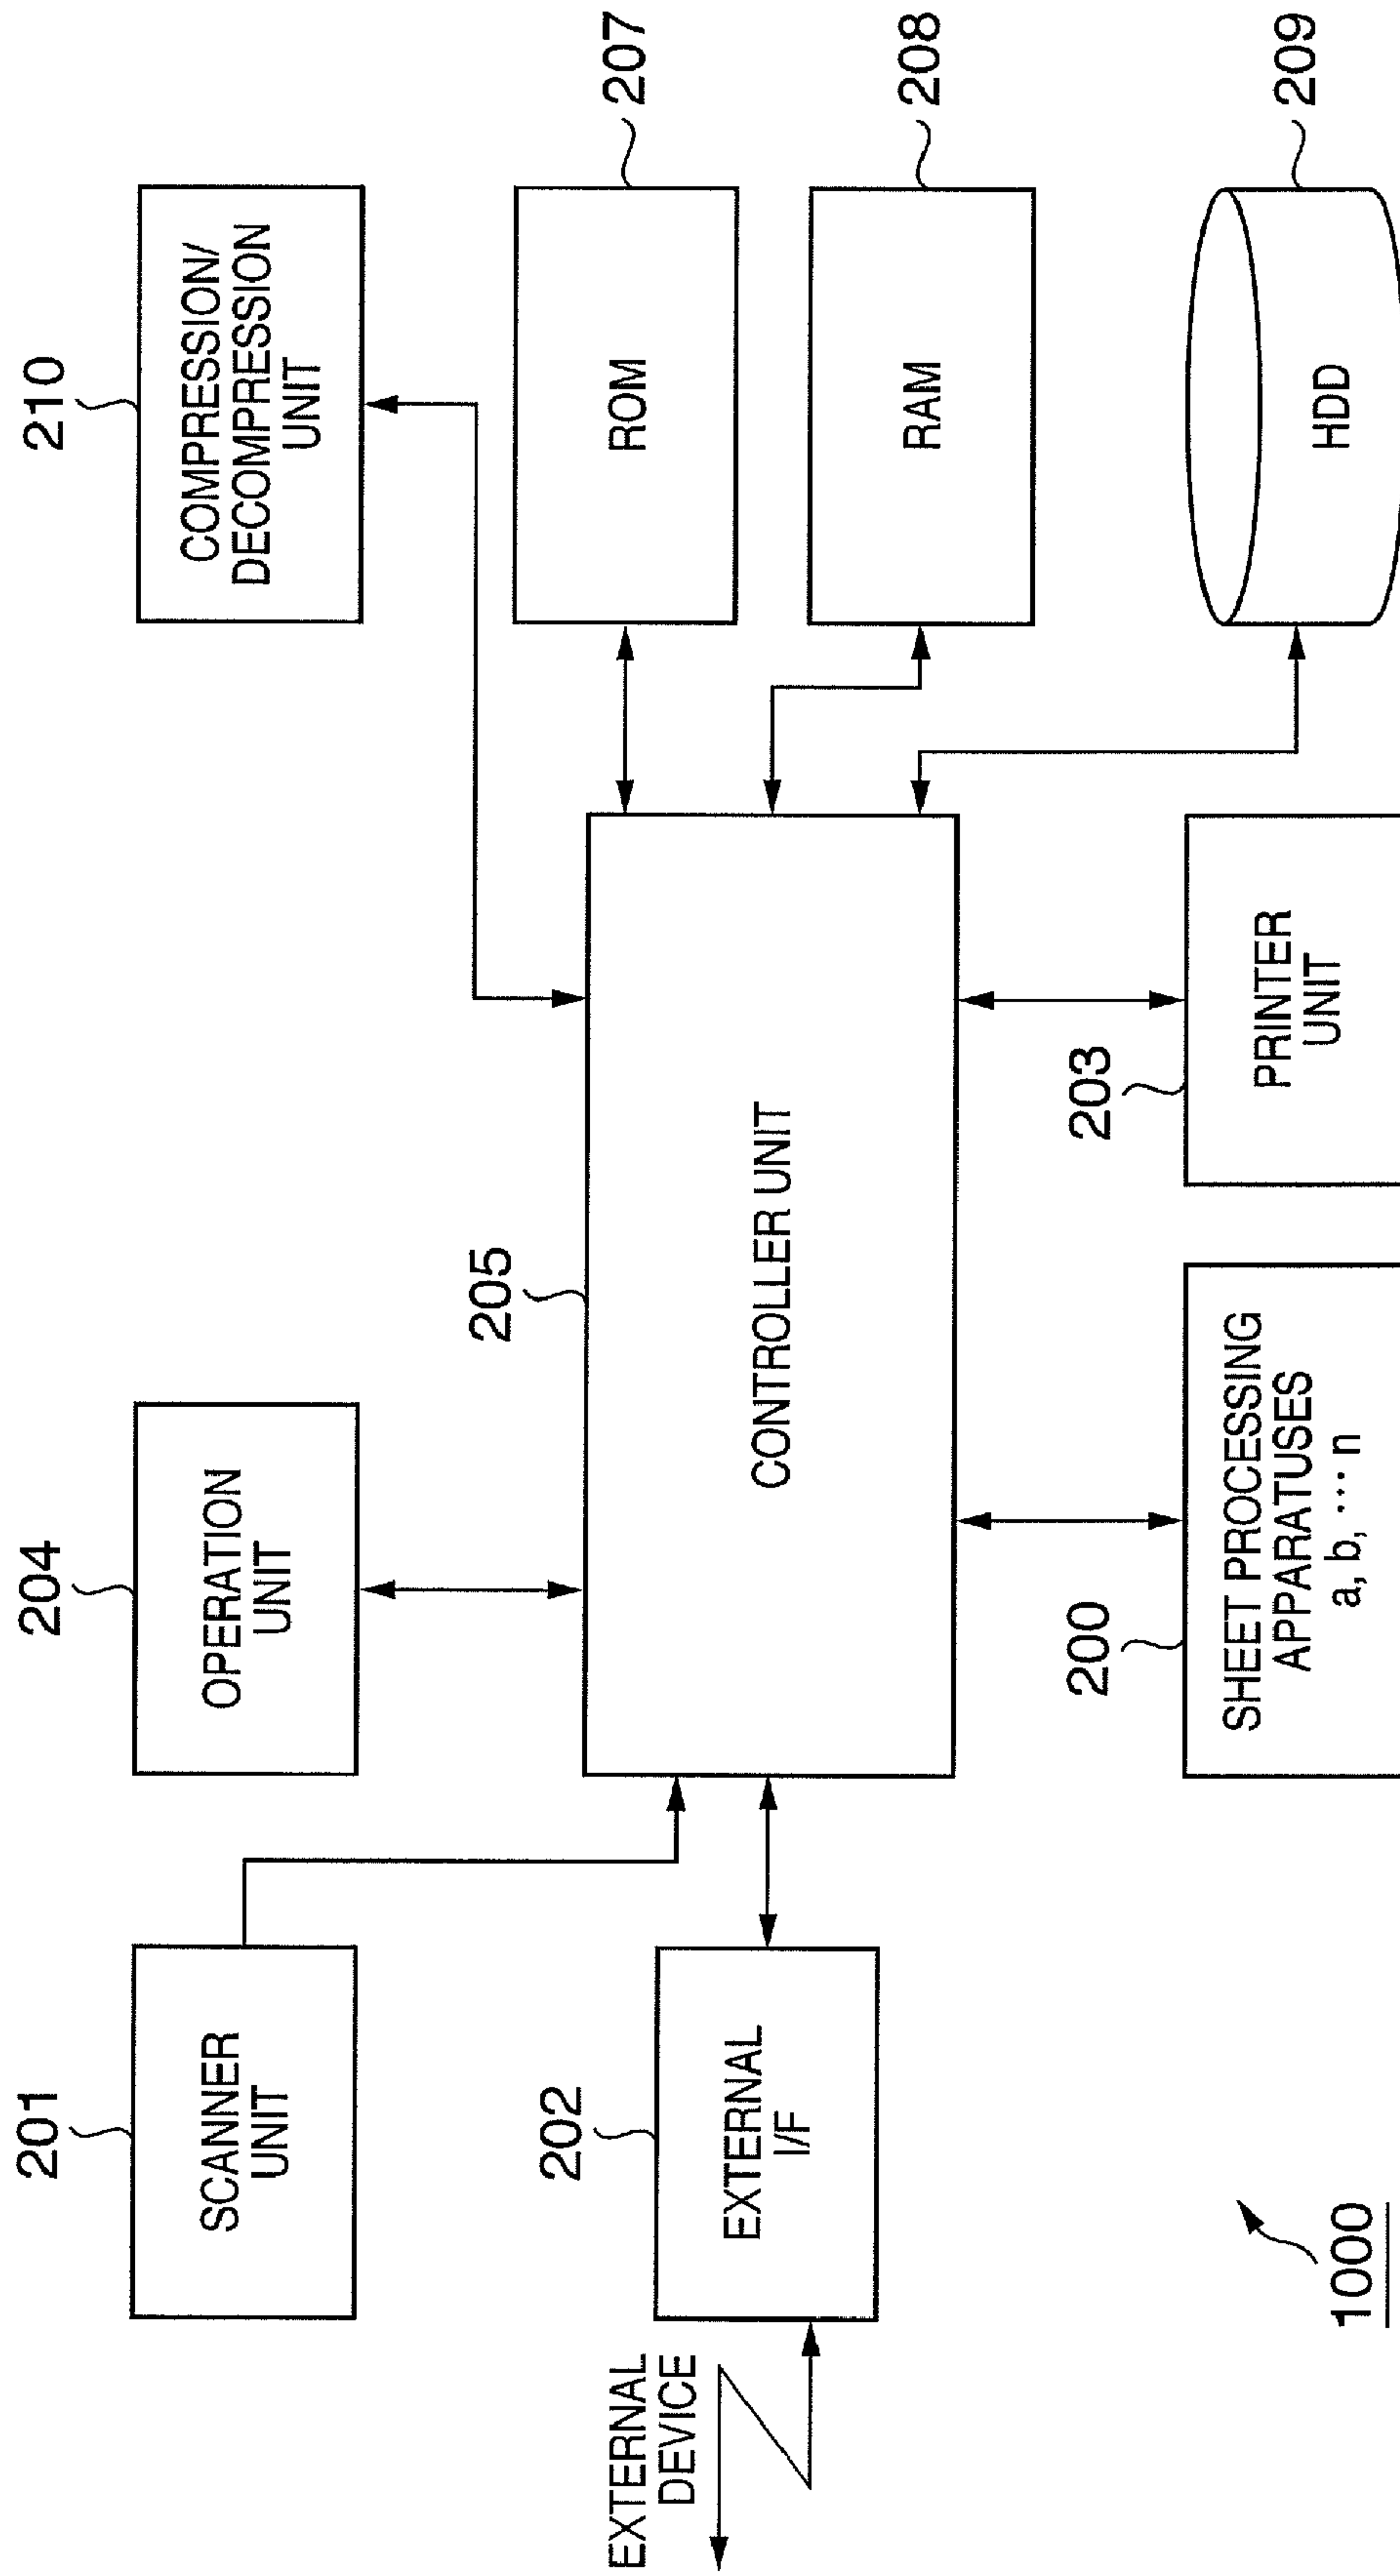 201
SCANNER
UNIT
204
OPERATION
UNIT
210
COMPRESSION/
DECOMPRESSION
UNIT
EXTERNAL
DEVICE
202
EXTERNAL
I/F
205
CONTROLLER UNIT
ROM
207
RAM
208
HDD
209
200
SHEET PROCESSING
APPARATUSES
a, b, ⋯ n
203
PRINTER
UNIT
1000